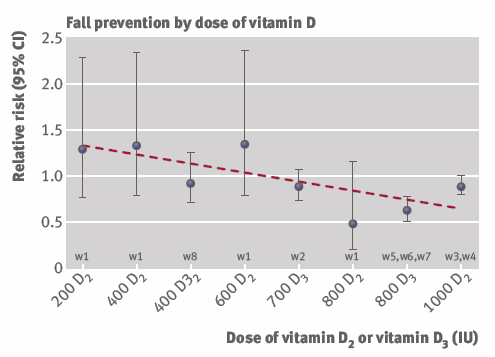 Fall prevention by dose of vitamin D
Relative risk (95% CI)
2.5
2.0
1.5
1.0
0.5
0
w1 w1 w8 w1 w2 w1 w5,w6,w7 w3,w4
200 D₂ 400 D₂ 400 D3₂ 600 D₂ 700 D₃ 800 D₂ 800 D₃ 1000 D₂
Dose of vitamin D₂ or vitamin D₃ (IU)